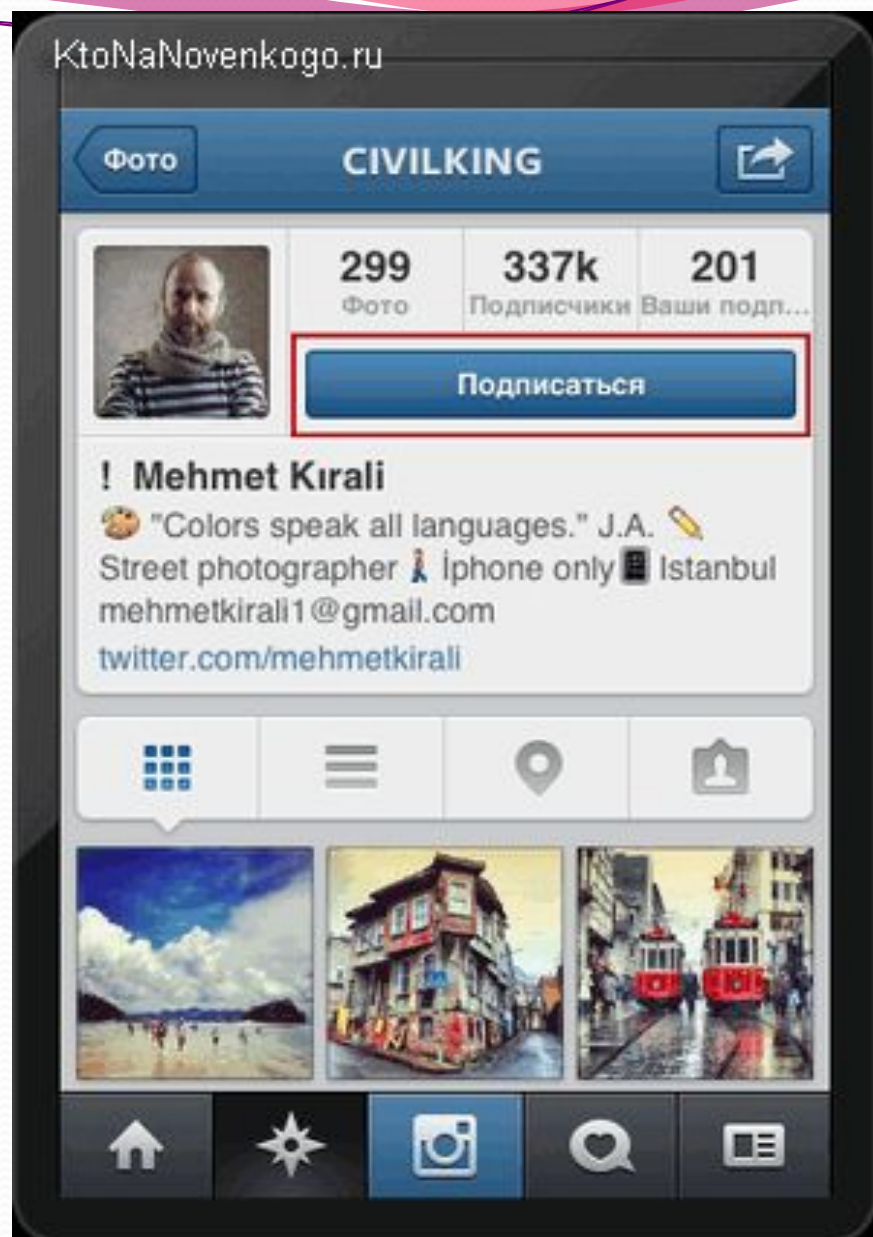 KtoNaNovenkogo.ru
Фото
CIVILKING
299
Фото
337k
Подписчики
201
Ваши подп...
Подписаться
! Mehmet Kırali
🎨 "Colors speak all languages." J.A. ✏️
Street photographer 🚶 İphone only 📱 Istanbul
mehmetkirali1@gmail.com
twitter.com/mehmetkirali